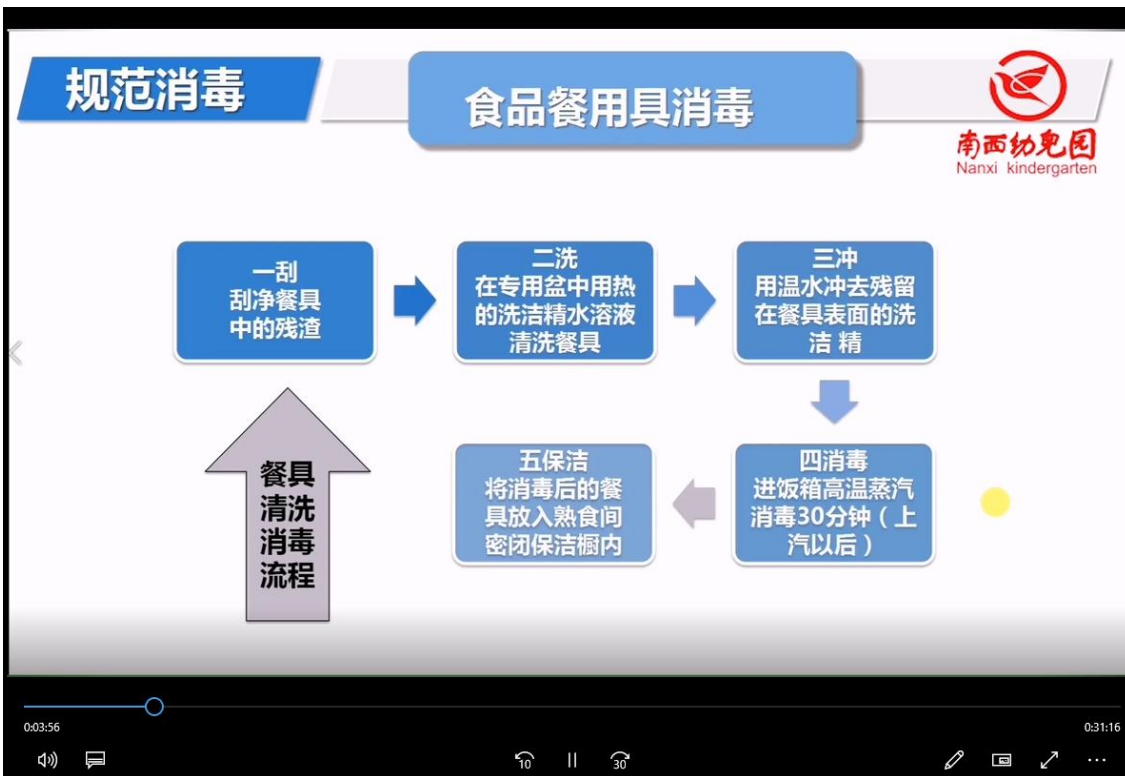 规范消毒
食品餐用具消毒
南西幼兒园
Nanxi kindergarten
一刮
刮净餐具
中的残渣
二洗
在专用盆中用热
的洗洁精水溶液
清洗餐具
三冲
用温水冲去残留
在餐具表面的洗
洁 精
四消毒
进饭箱高温蒸汽
消毒30分钟（上
汽以后）
五保洁
将消毒后的餐
具放入熟食间
密闭保洁橱内
餐具
清洗
消毒
流程
0:03:56
0:31:16
10
30